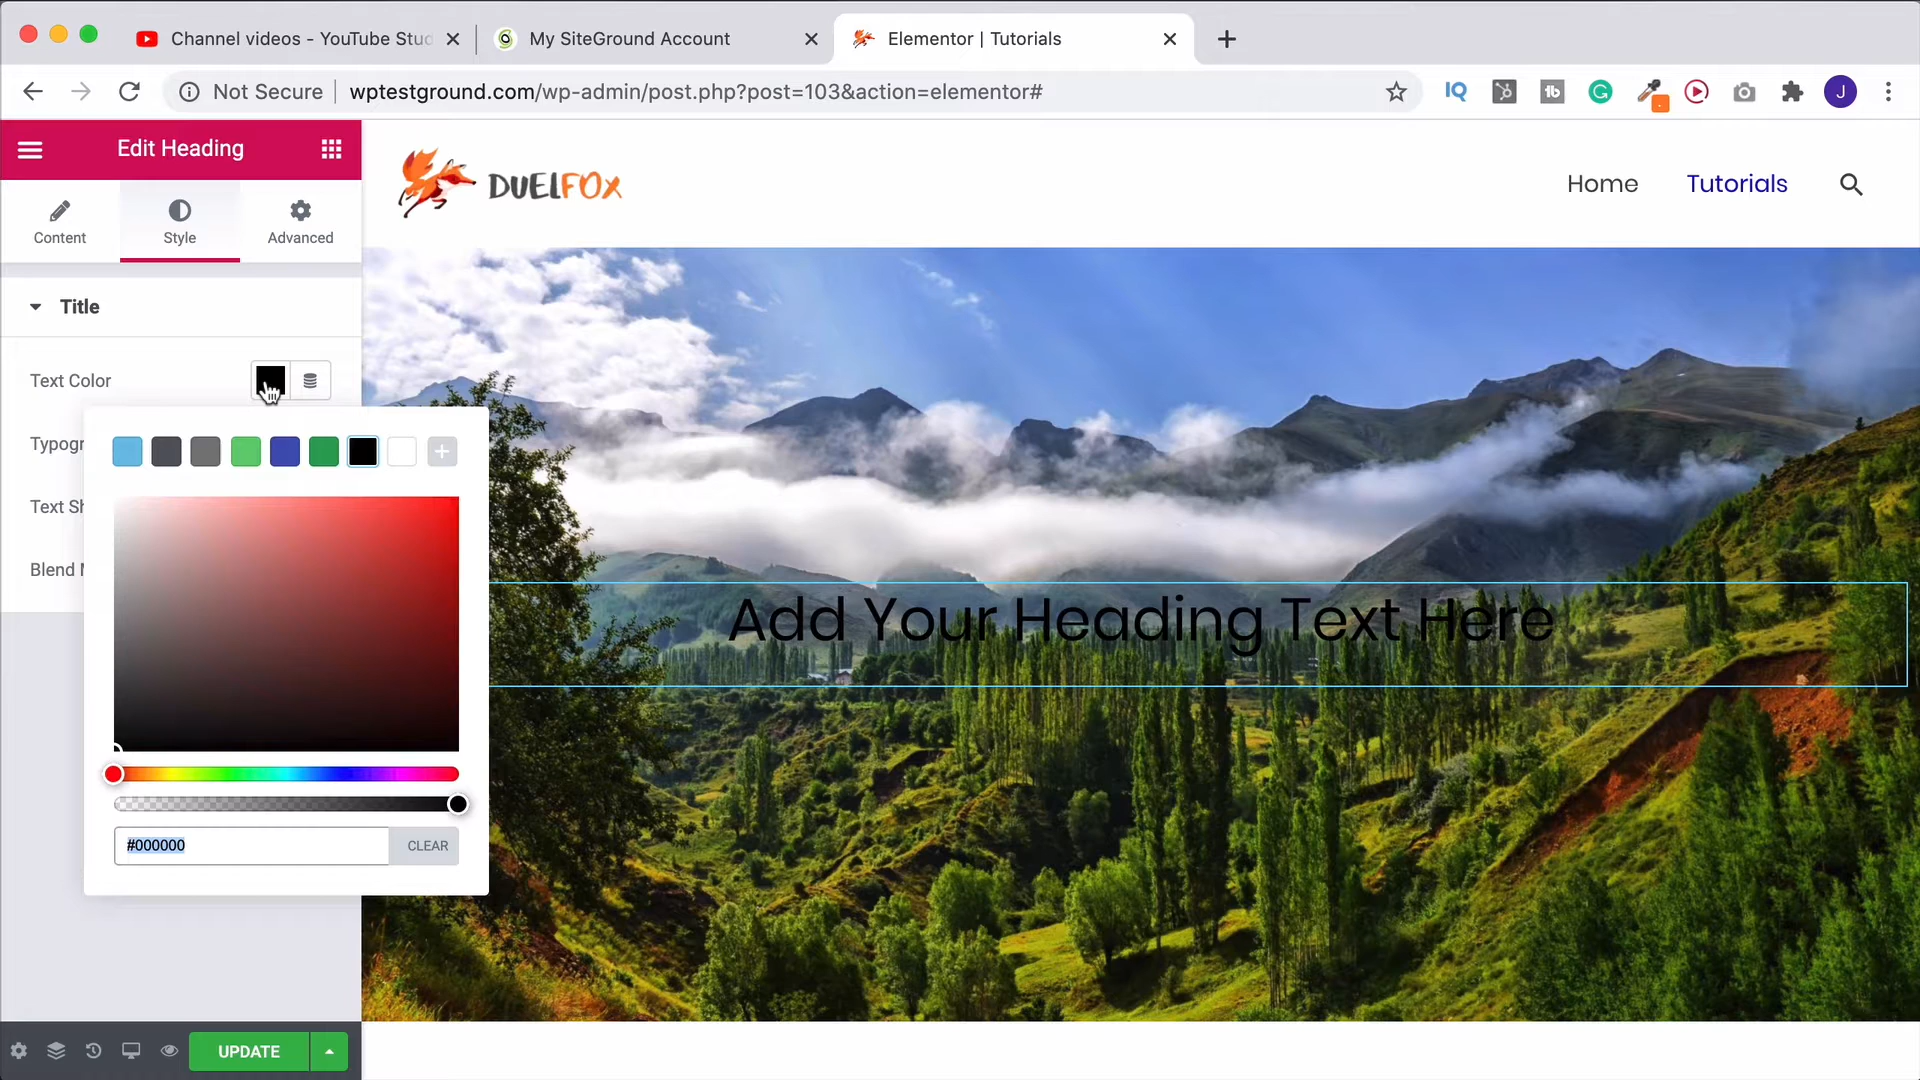 Channel videos - YouTube Stud
My SiteGround Account
Elementor | Tutorials
Not Secure
wptestground.com/wp-admin/post.php?post=103&action=elementor#
IQ
tb
J
Edit Heading
Content
Style
Advanced
Title
Text Color
Typogr
Text Sh
Blend M
#000000
CLEAR
UPDATE
DUELFOX
Home
Tutorials
Add Your Heading Text Here